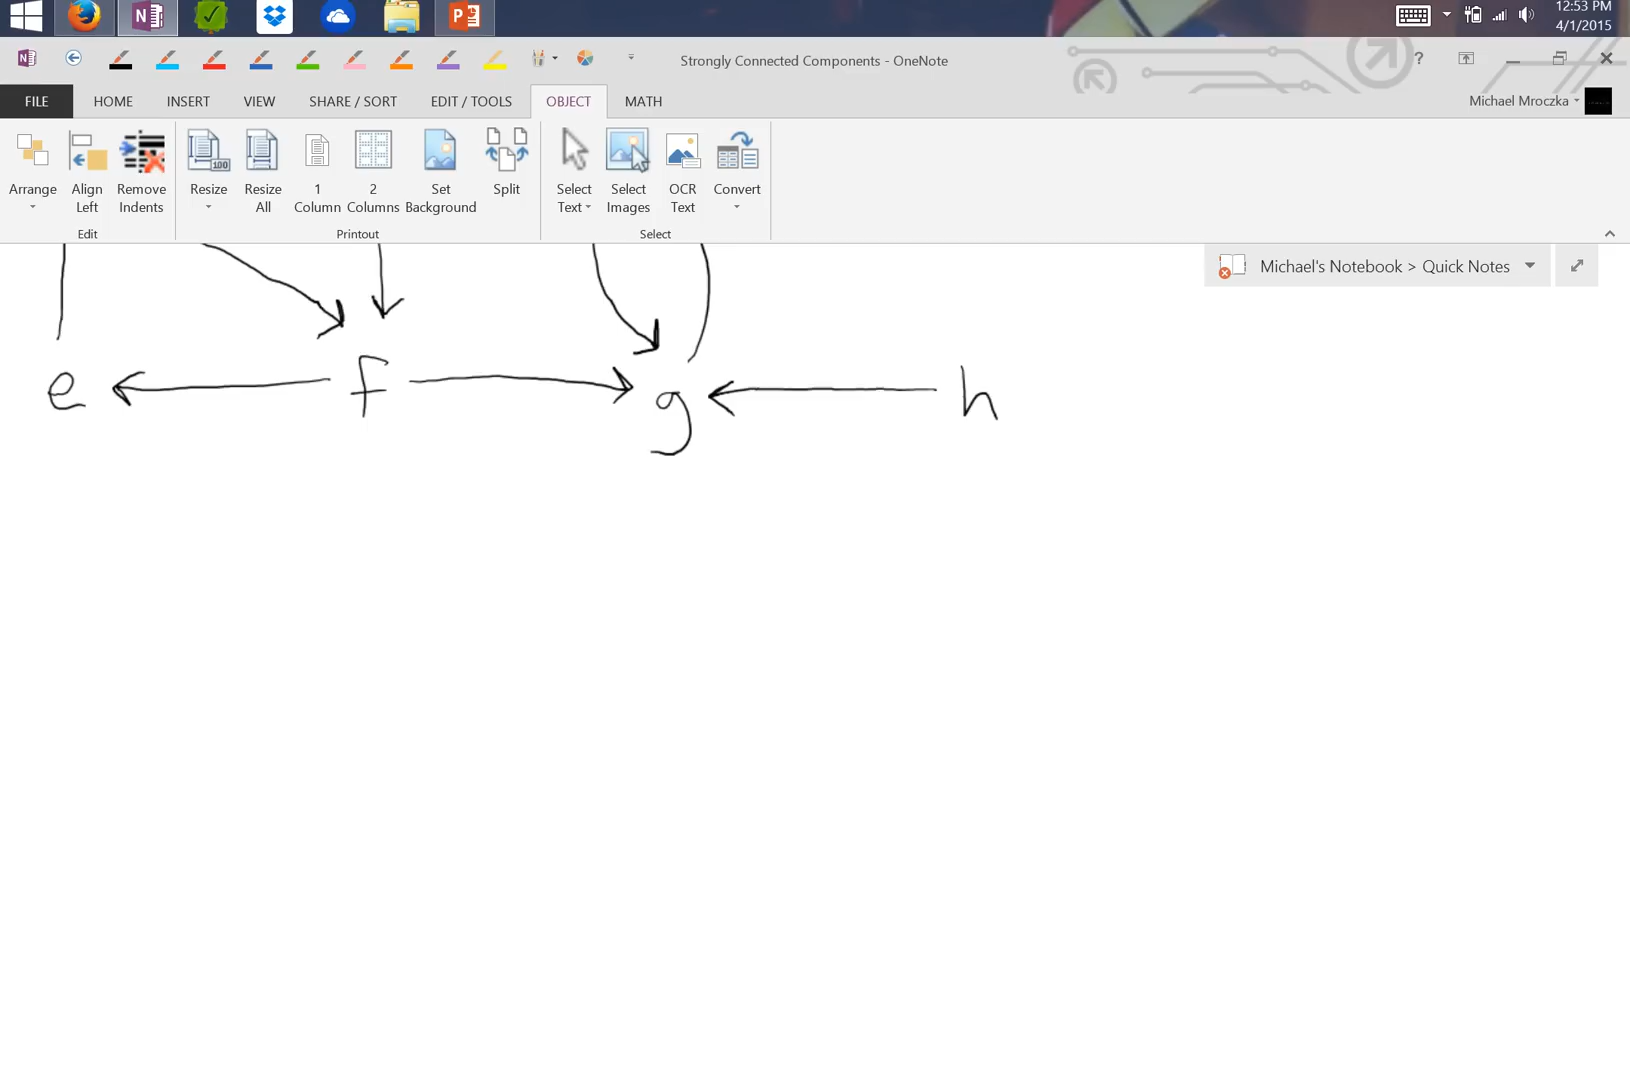 12:53 PM
4/1/2015
Strongly Connected Components - OneNote
?
FILE HOME INSERT VIEW SHARE / SORT EDIT / TOOLS OBJECT MATH
Michael Mroczka
100
Arrange Align Left Remove Indents Resize Resize All 1 Column 2 Columns Set Background Split Select Text Select Images OCR Text Convert
Edit Printout Select
Michael's Notebook > Quick Notes
e f g h